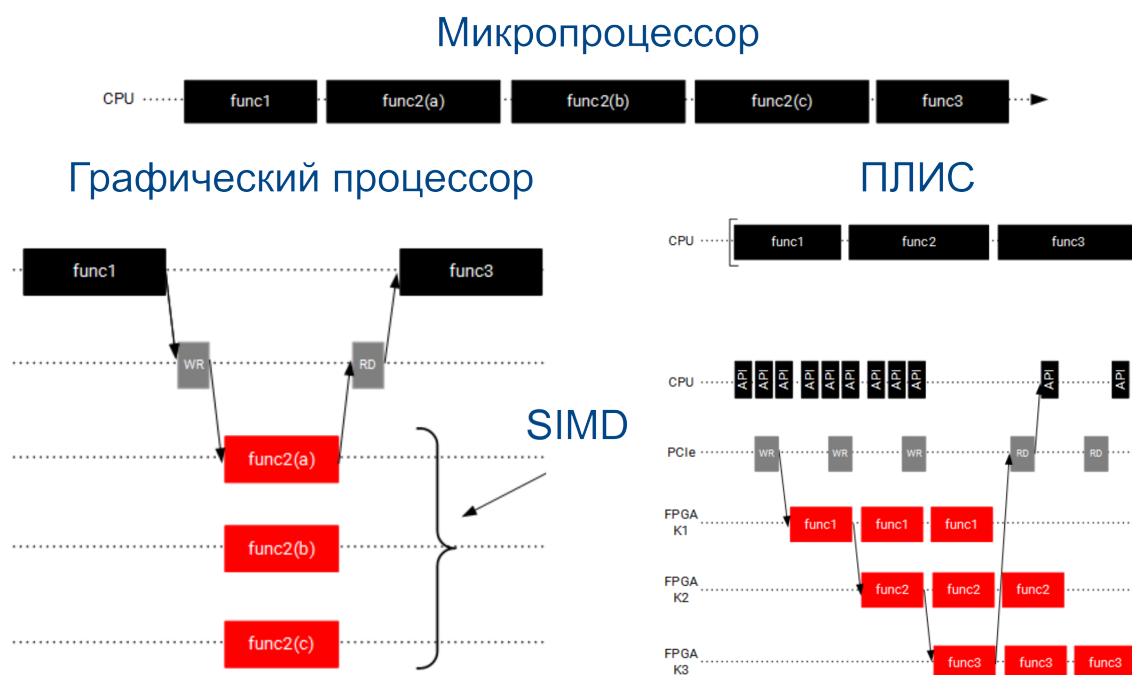 Микропроцессор
CPU func1 func2(a) func2(b) func2(c) func3
Графический процессор
func1 func3
WR RD
func2(a)
func2(b)
func2(c)
SIMD
ПЛИС
CPU func1 func2 func3
CPU API API API API API API API API API API API
PCIe WR WR WR RD RD
FPGA
K1 func1 func1 func1
FPGA
K2 func2 func2 func2
FPGA
K3 func3 func3 func3